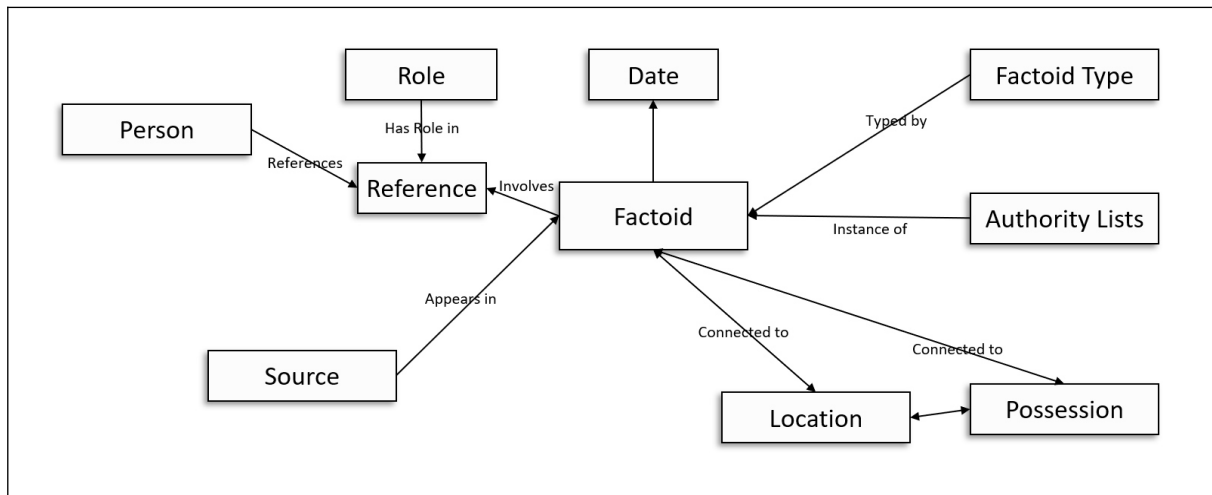 Role
Date
Factoid Type
Person
Has Role in
Typed by
References
Reference
Involves
Factoid
Authority Lists
Instance of
Appears in
Connected to
Connected to
Source
Location
Possession